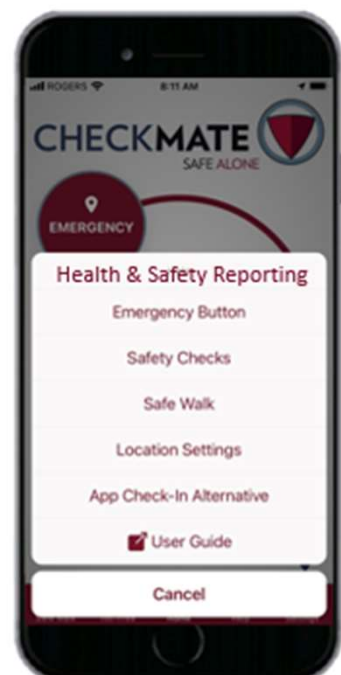 ROGERS 8:11 AM
CHECKMATE
SAFE ALONE
EMERGENCY
Health & Safety Reporting
Emergency Button
Safety Checks
Safe Walk
Location Settings
App Check-In Alternative
User Guide
Cancel